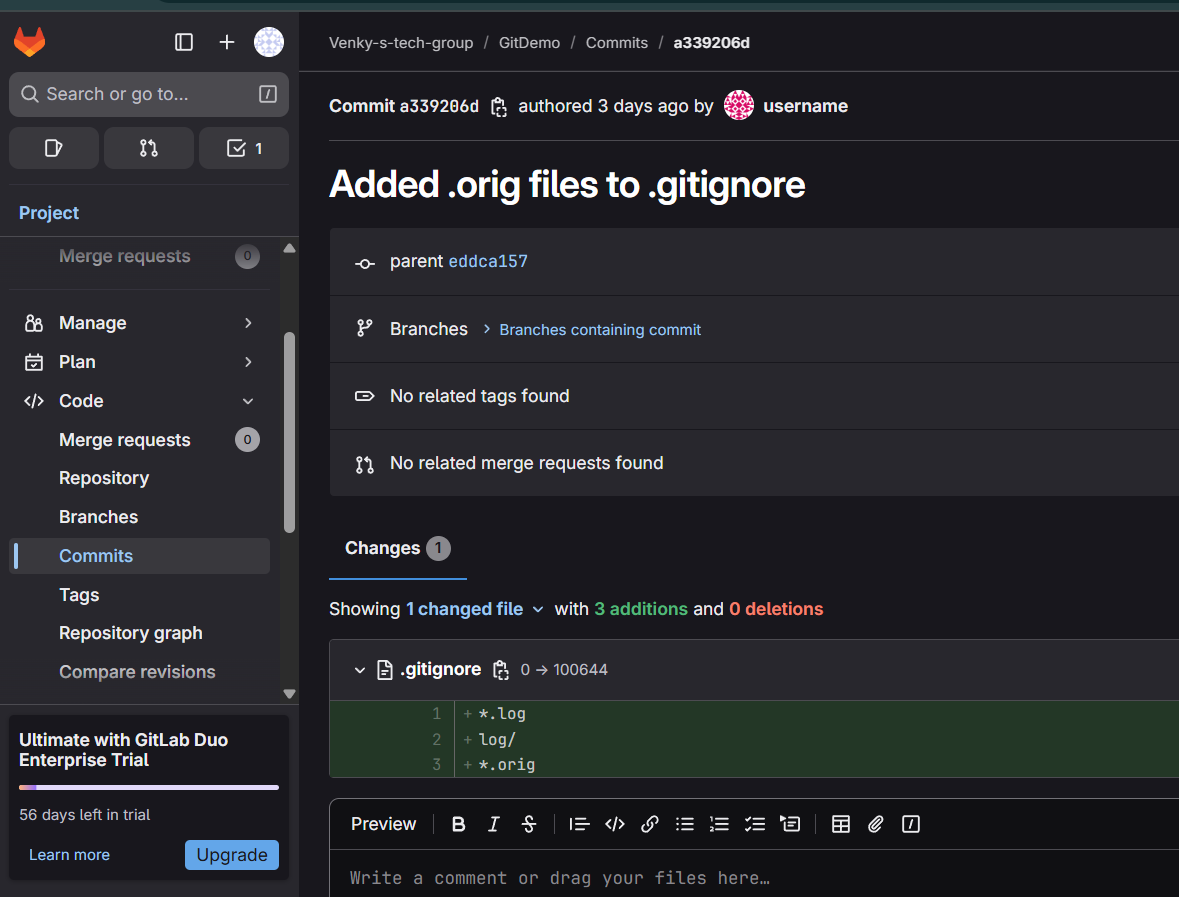 Search or go to...
1
Project
Merge requests 0
Manage
Plan
Code
Merge requests 0
Repository
Branches
Commits
Tags
Repository graph
Compare revisions
Ultimate with GitLab Duo
Enterprise Trial
56 days left in trial
Learn more Upgrade
Venky-s-tech-group / GitDemo / Commits / a339206d
Commit a339206d authored 3 days ago by username
Added .orig files to .gitignore
parent eddca157
Branches > Branches containing commit
No related tags found
No related merge requests found
Changes 1
Showing 1 changed file with 3 additions and 0 deletions
.gitignore 0 → 100644
1 + *.log
2 + log/
3 + *.orig
Preview
Write a comment or drag your files here…